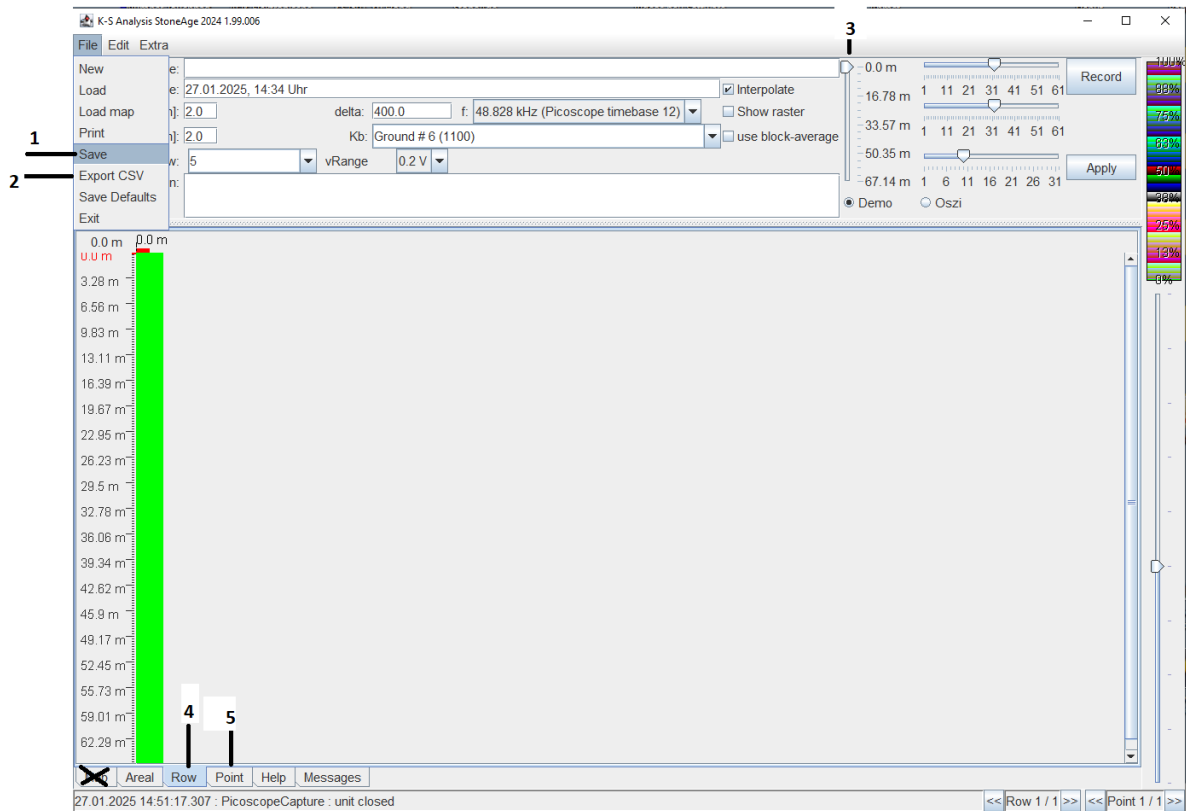 K-S Analysis StoneAge 2024 1.99.006
3
File Edit Extra
New
Load
Load map
Print
Save
Export CSV
Save Defaults
Exit
1
2
e:
e: 27.01.2025, 14:34 Uhr
]: 2.0 delta: 400.0 f: 48.828 kHz (Picoscope timebase 12)
]: 2.0 Kb: Ground # 6 (1100)
w: 5 vRange 0.2 V
n:
Interpolate
Show raster
use block-average
0.0 m
16.78 m
33.57 m
50.35 m
67.14 m
Demo Oszi
1 11 21 31 41 51 61
1 11 21 31 41 51 61
1 6 11 16 21 26 31
Record
Apply
100%
88%
75%
63%
50%
38%
25%
13%
0%
0.0 m 0.0 m
0.0 m
3.28 m
6.56 m
9.83 m
13.11 m
16.39 m
19.67 m
22.95 m
26.23 m
29.5 m
32.78 m
36.06 m
39.34 m
42.62 m
45.9 m
49.17 m
52.45 m
55.73 m
59.01 m
62.29 m
4 5
Areal Row Point Help Messages
27.01.2025 14:51:17.307 : PicoscopeCapture : unit closed
<< Row 1 / 1 >> << Point 1 / 1 >>